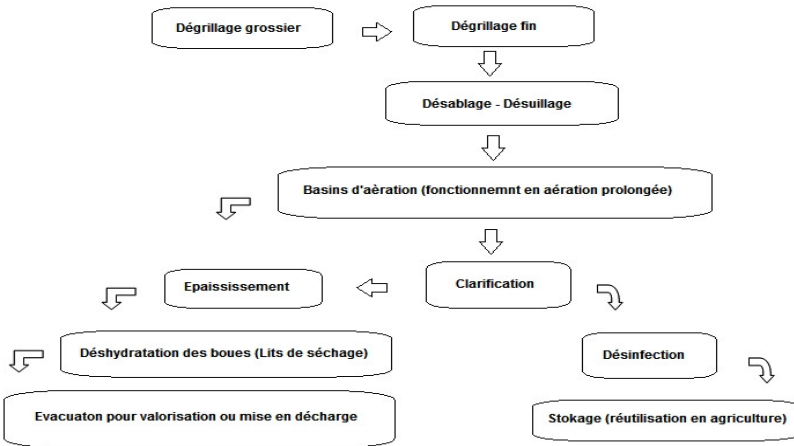 Dégrillage grossier
Dégrillage fin
Désablage - Désuillage
Basins d'aèration (fonctionnemnt en aération prolongée)
Epaississement
Clarification
Déshydratation des boues (Lits de séchage)
Désinfection
Evacuaton pour valorisation ou mise en décharge
Stokage (réutilisation en agriculture)